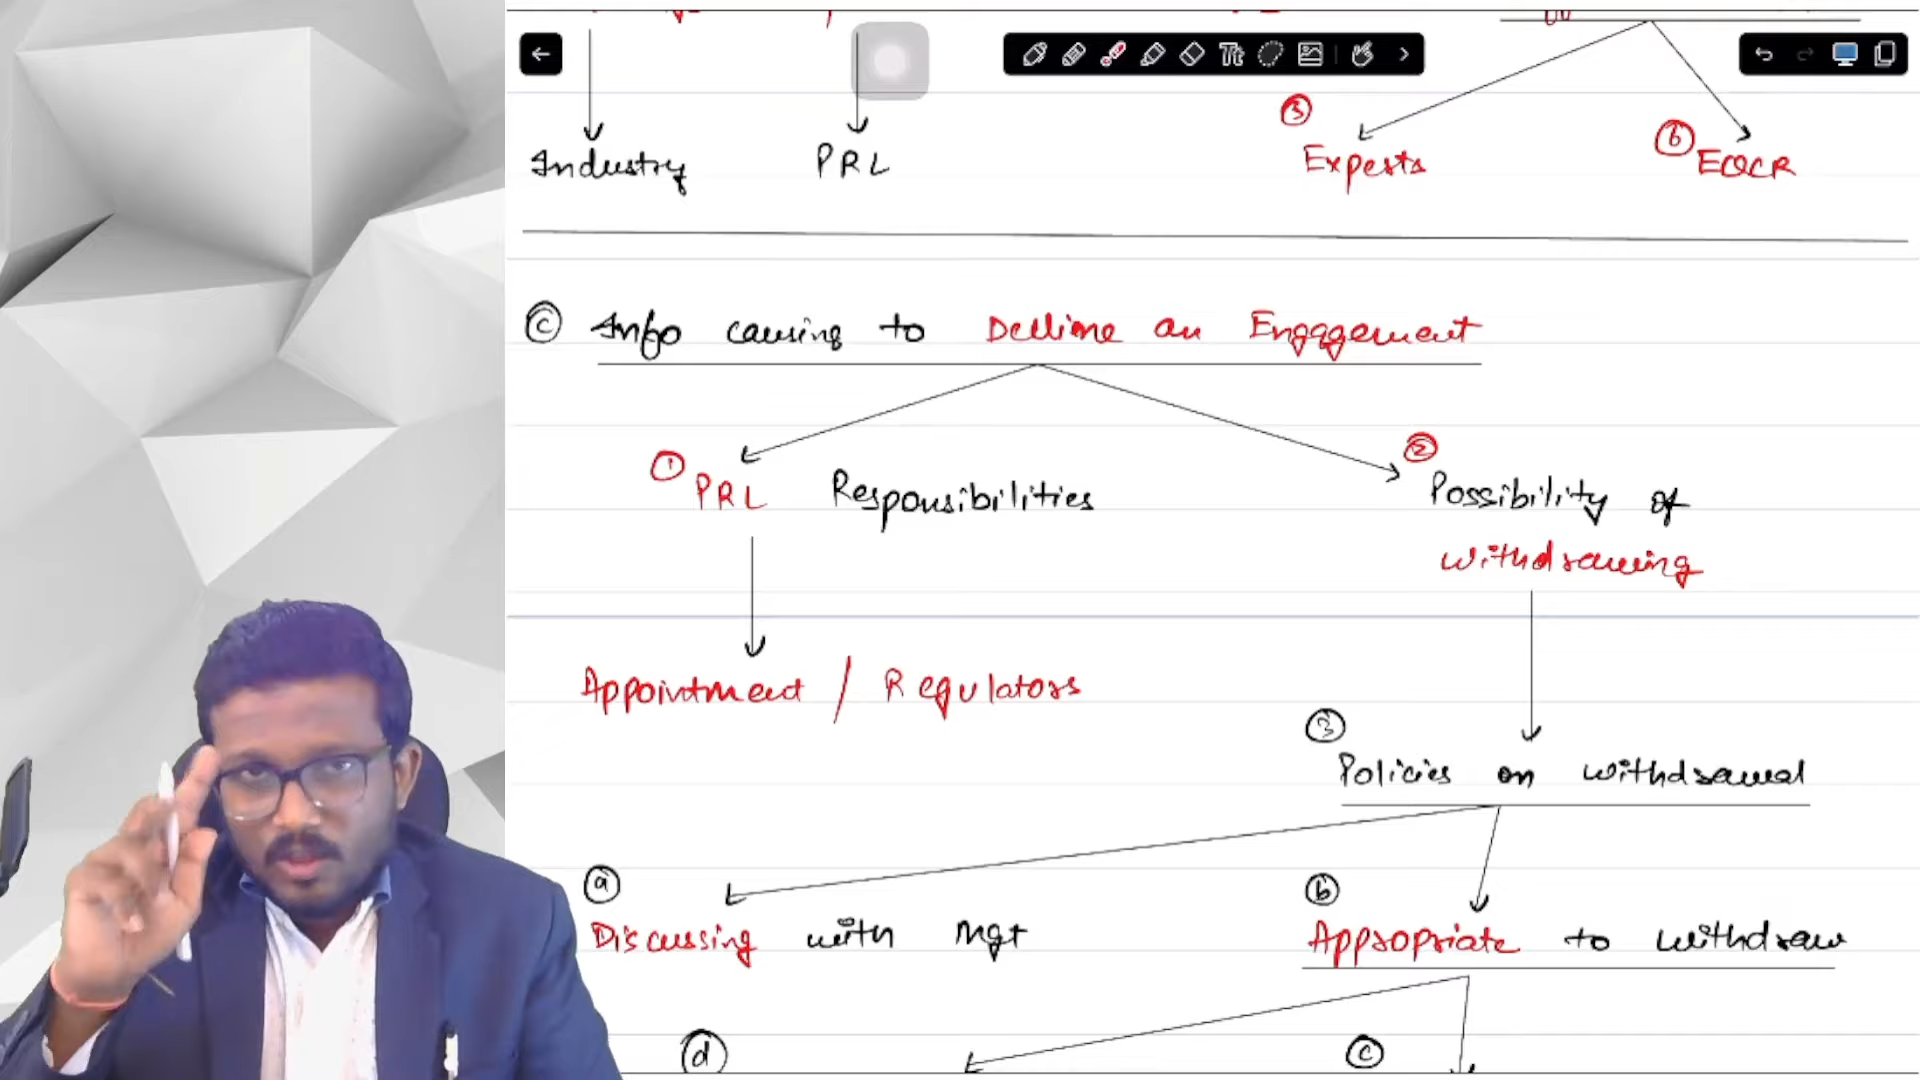 Industry PRL
③ Experts
⑥ EQCR
Ⓒ Info causing to Decline an Engagement
① PRL Responsibilities
② Possibility of
withdrawing
Appointment / Regulators
③
Policies on withdrawal
ⓐ
Discussing with Mgt
ⓑ
Appropriate to withdraw
ⓓ
ⓒ
Tt